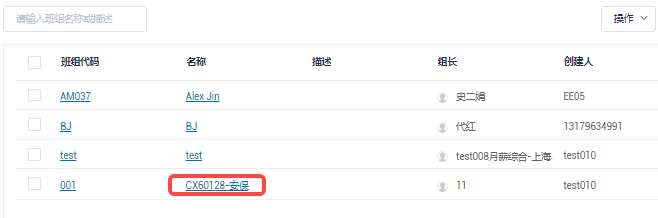 请输入班组名称或描述 操作
班组代码 名称 描述 组长 创建人
AM037 Alex Jin 史二娟 EE05
BJ BJ 代红 13179634991
test test test008月薪综合-上海 test010
001 CX60128-安保 11 test010